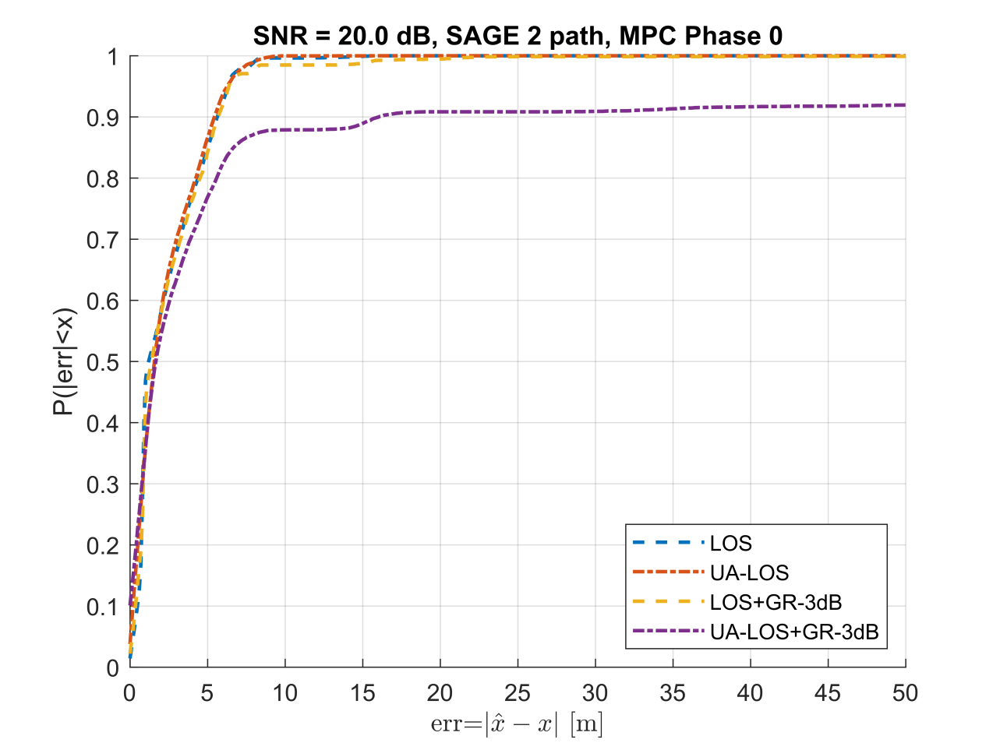 SNR = 20.0 dB, SAGE 2 path, MPC Phase 0
1
0.9
0.8
0.7
0.6
0.5
0.4
0.3
0.2
0.1
0
P(|err|<x)
LOS
UA-LOS
LOS+GR-3dB
UA-LOS+GR-3dB
0 5 10 15 20 25 30 35 40 45 50
err=|x̂ − x| [m]